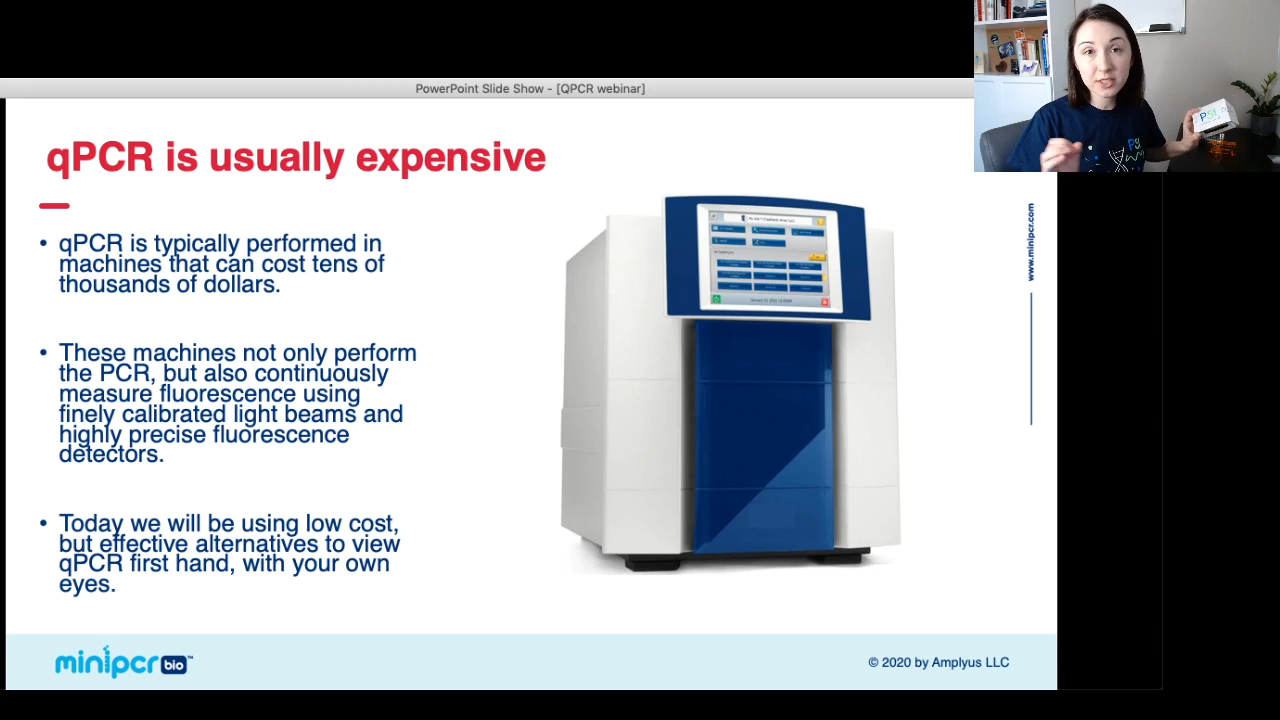 PowerPoint Slide Show - [QPCR webinar]
qPCR is usually expensive
• qPCR is typically performed in
machines that can cost tens of
thousands of dollars.
• These machines not only perform
the PCR, but also continuously
measure fluorescence using
finely calibrated light beams and
highly precise fluorescence
detectors.
• Today we will be using low cost,
but effective alternatives to view
qPCR first hand, with your own
eyes.
www.minipcr.com
minipcr bio™
© 2020 by Amplyus LLC